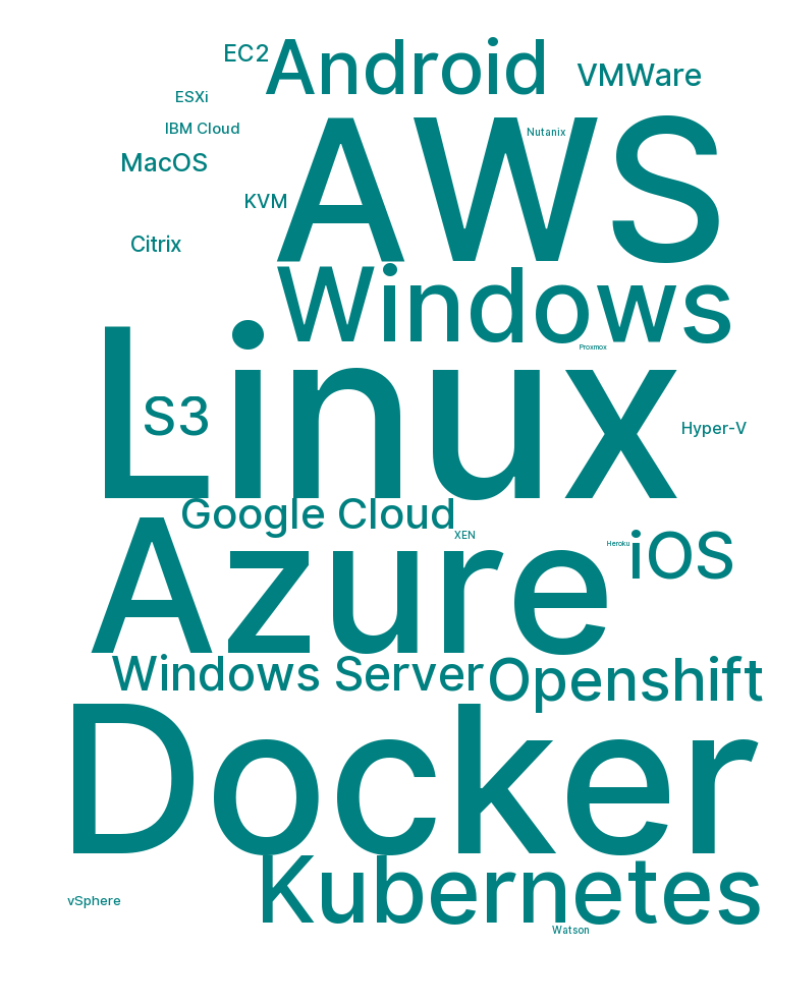 EC2
Android
VMWare
ESXi
IBM Cloud
Nutanix
AWS
MacOS
KVM
Citrix
Windows
Proxmox
Linux
S3
Hyper-V
Google Cloud
XEN
Heroku
iOS
Azure
Windows Server
Openshift
Docker
Kubernetes
vSphere
Watson